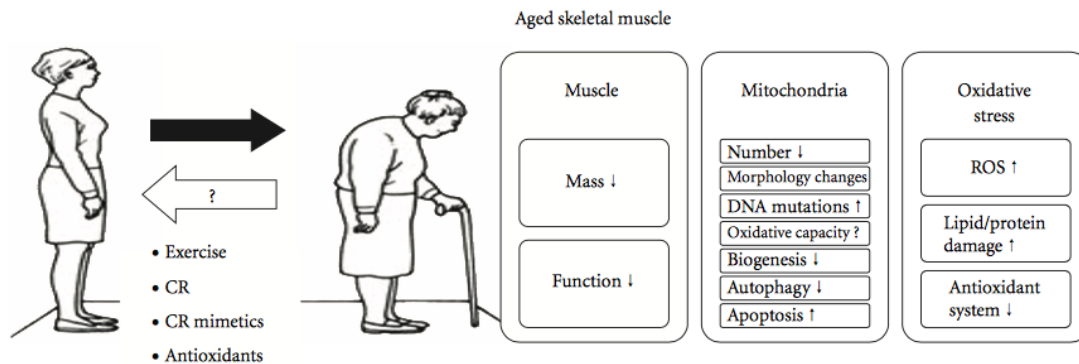 Aged skeletal muscle
?
• Exercise
• CR
• CR mimetics
• Antioxidants
Muscle
Mass ↓
Function ↓
Mitochondria
Number ↓
Morphology changes
DNA mutations ↑
Oxidative capacity ?
Biogenesis ↓
Autophagy ↓
Apoptosis ↑
Oxidative
stress
ROS ↑
Lipid/protein
damage ↑
Antioxidant
system ↓